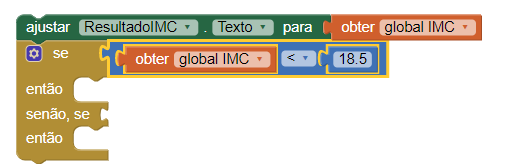 ajustar ResultadoIMC . Texto para obter global IMC
se obter global IMC < 18.5
então
senão, se
então